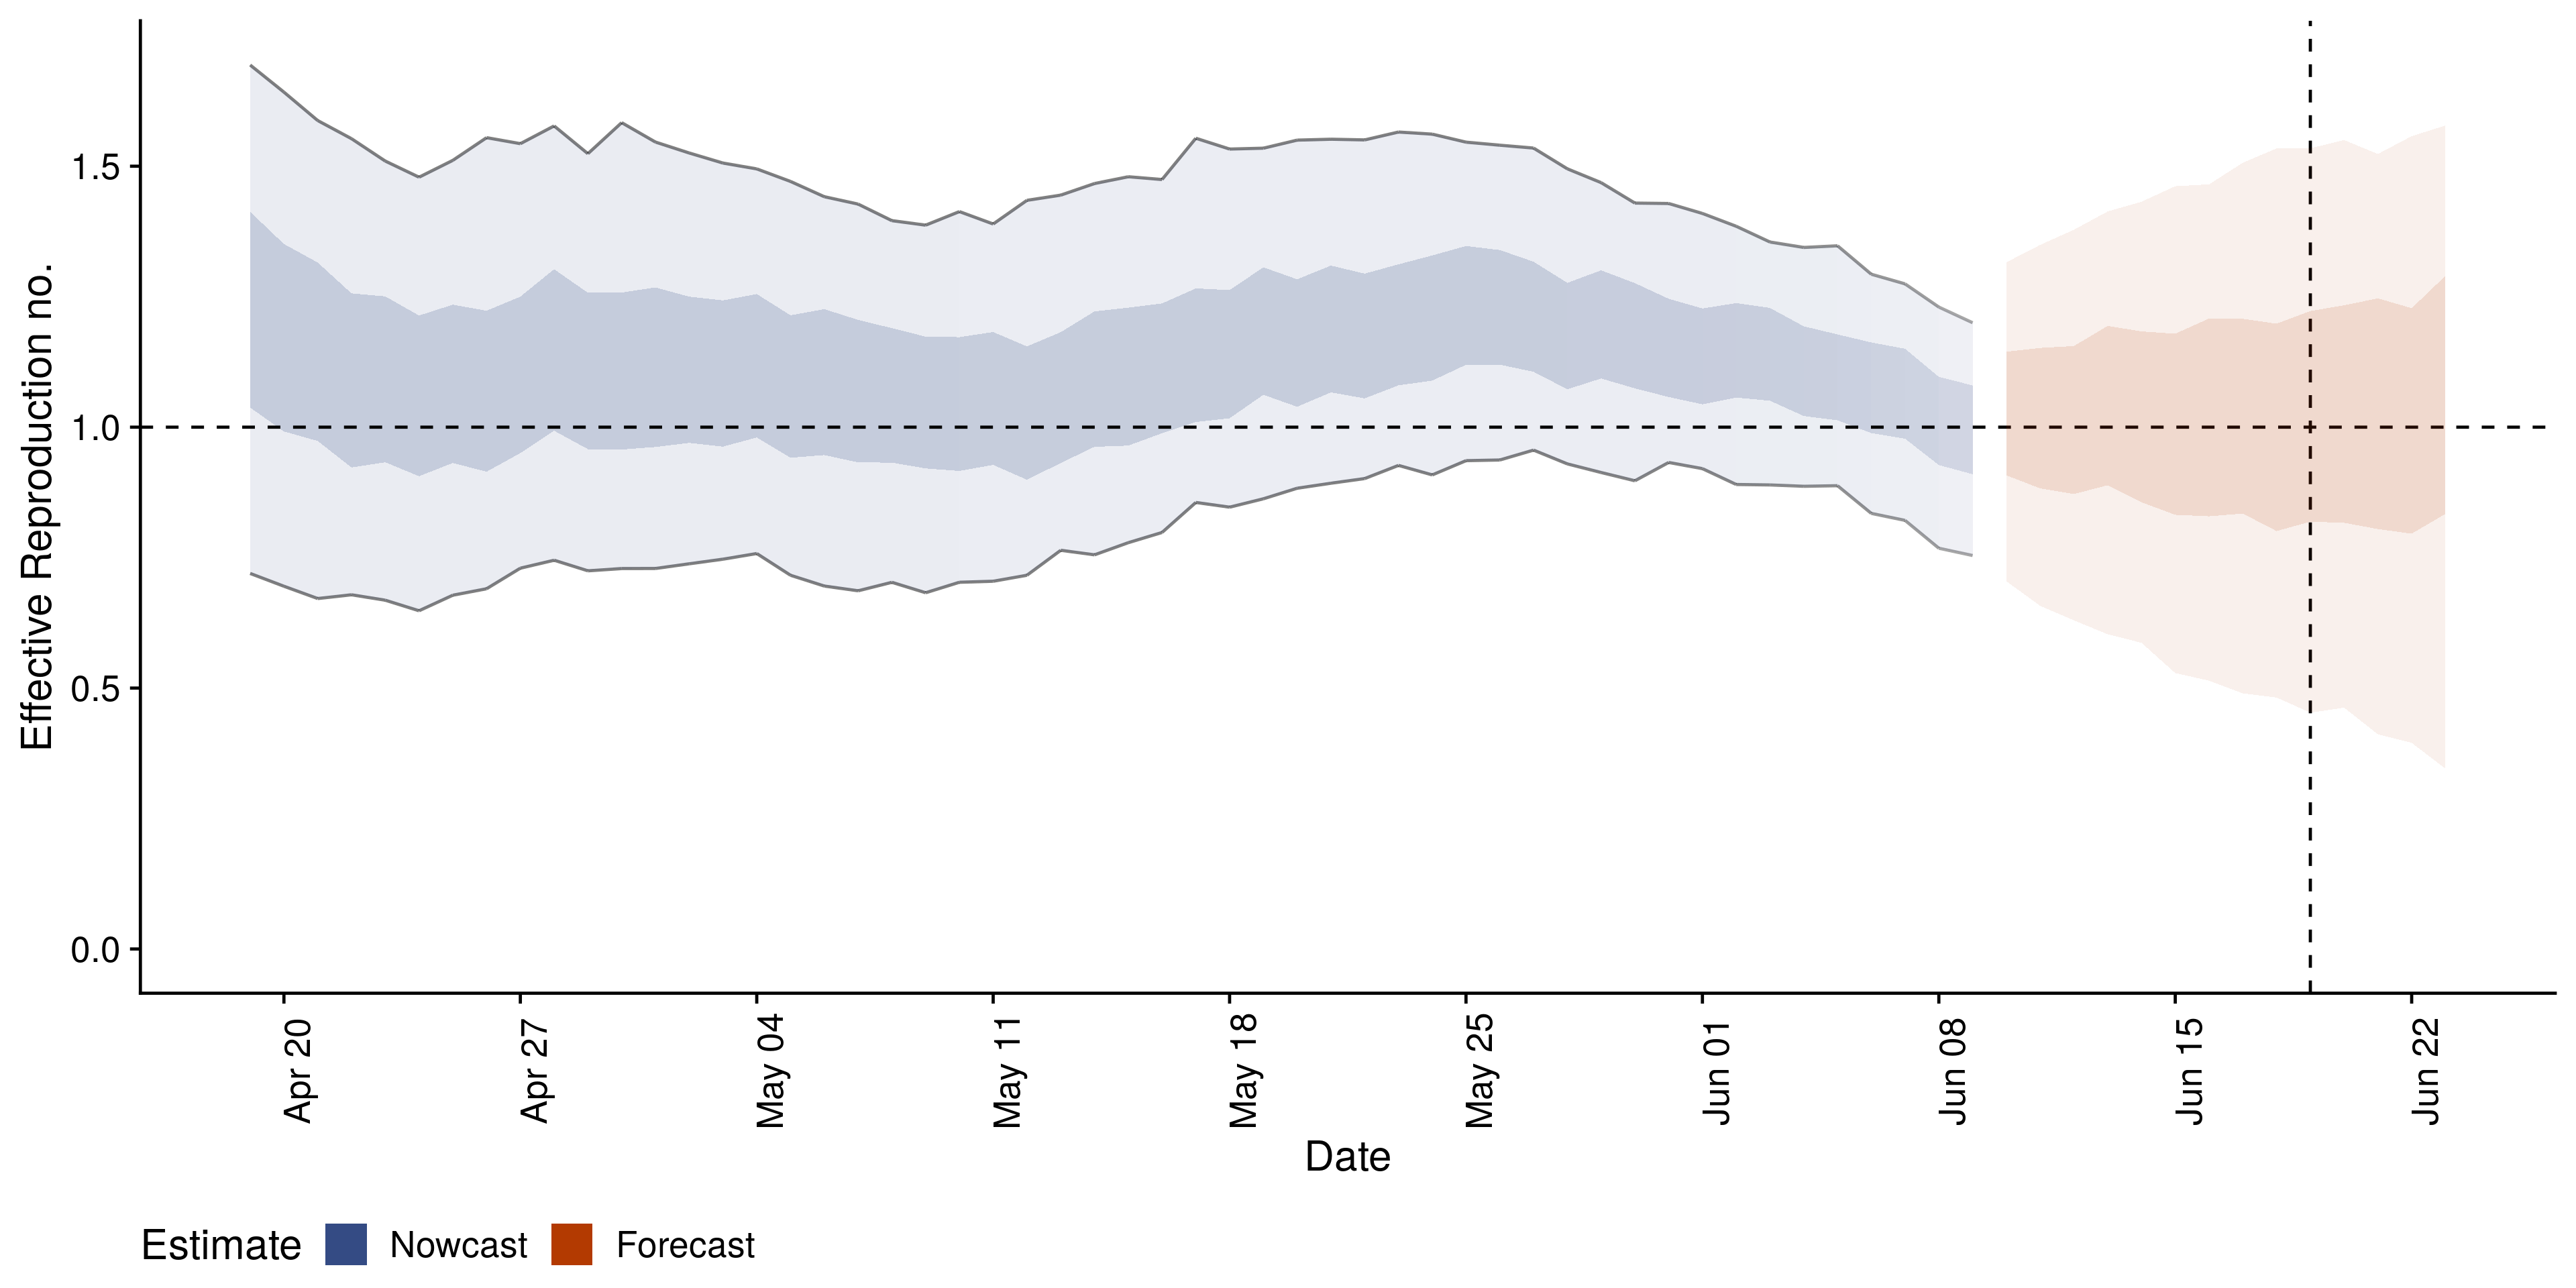 Effective Reproduction no.
1.5
1.0
0.5
0.0
Apr 20
Apr 27
May 04
May 11
May 18
May 25
Jun 01
Jun 08
Jun 15
Jun 22
Date
Estimate Nowcast Forecast